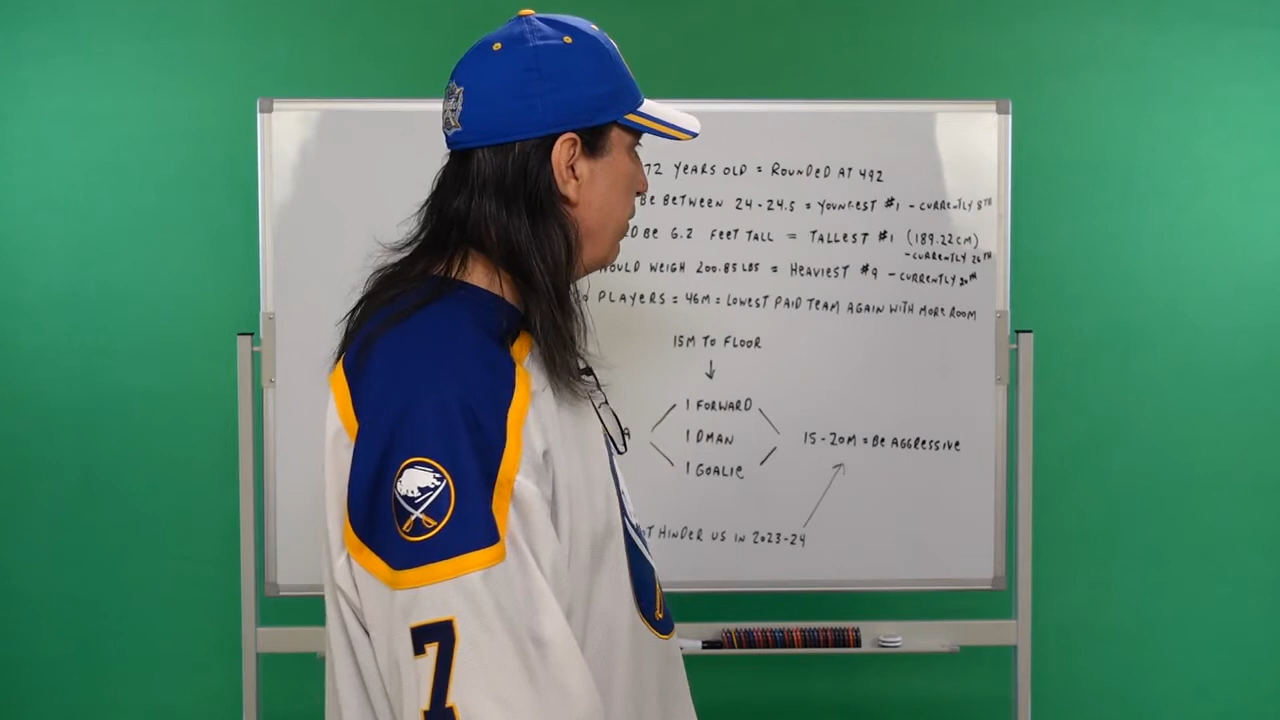 72 YEARS OLD = ROUNDED AT 492
BE BETWEEN 24-24.5 = YOUNGEST #1 - CURRENTLY 8TH
BE 6.2 FEET TALL = TALLEST #1 (189.22CM)
- CURRENTLY 26TH
WOULD WEIGH 200.85 LBS = HEAVIEST #9 - CURRENTLY 20TH
PLAYERS = 46M = LOWEST PAID TEAM AGAIN WITH MORE ROOM
15M TO FLOOR
↓
1 FORWARD
1 DMAN
15-20M = BE AGGRESSIVE
1 GOALIE
HINDER US IN 2023-24
7